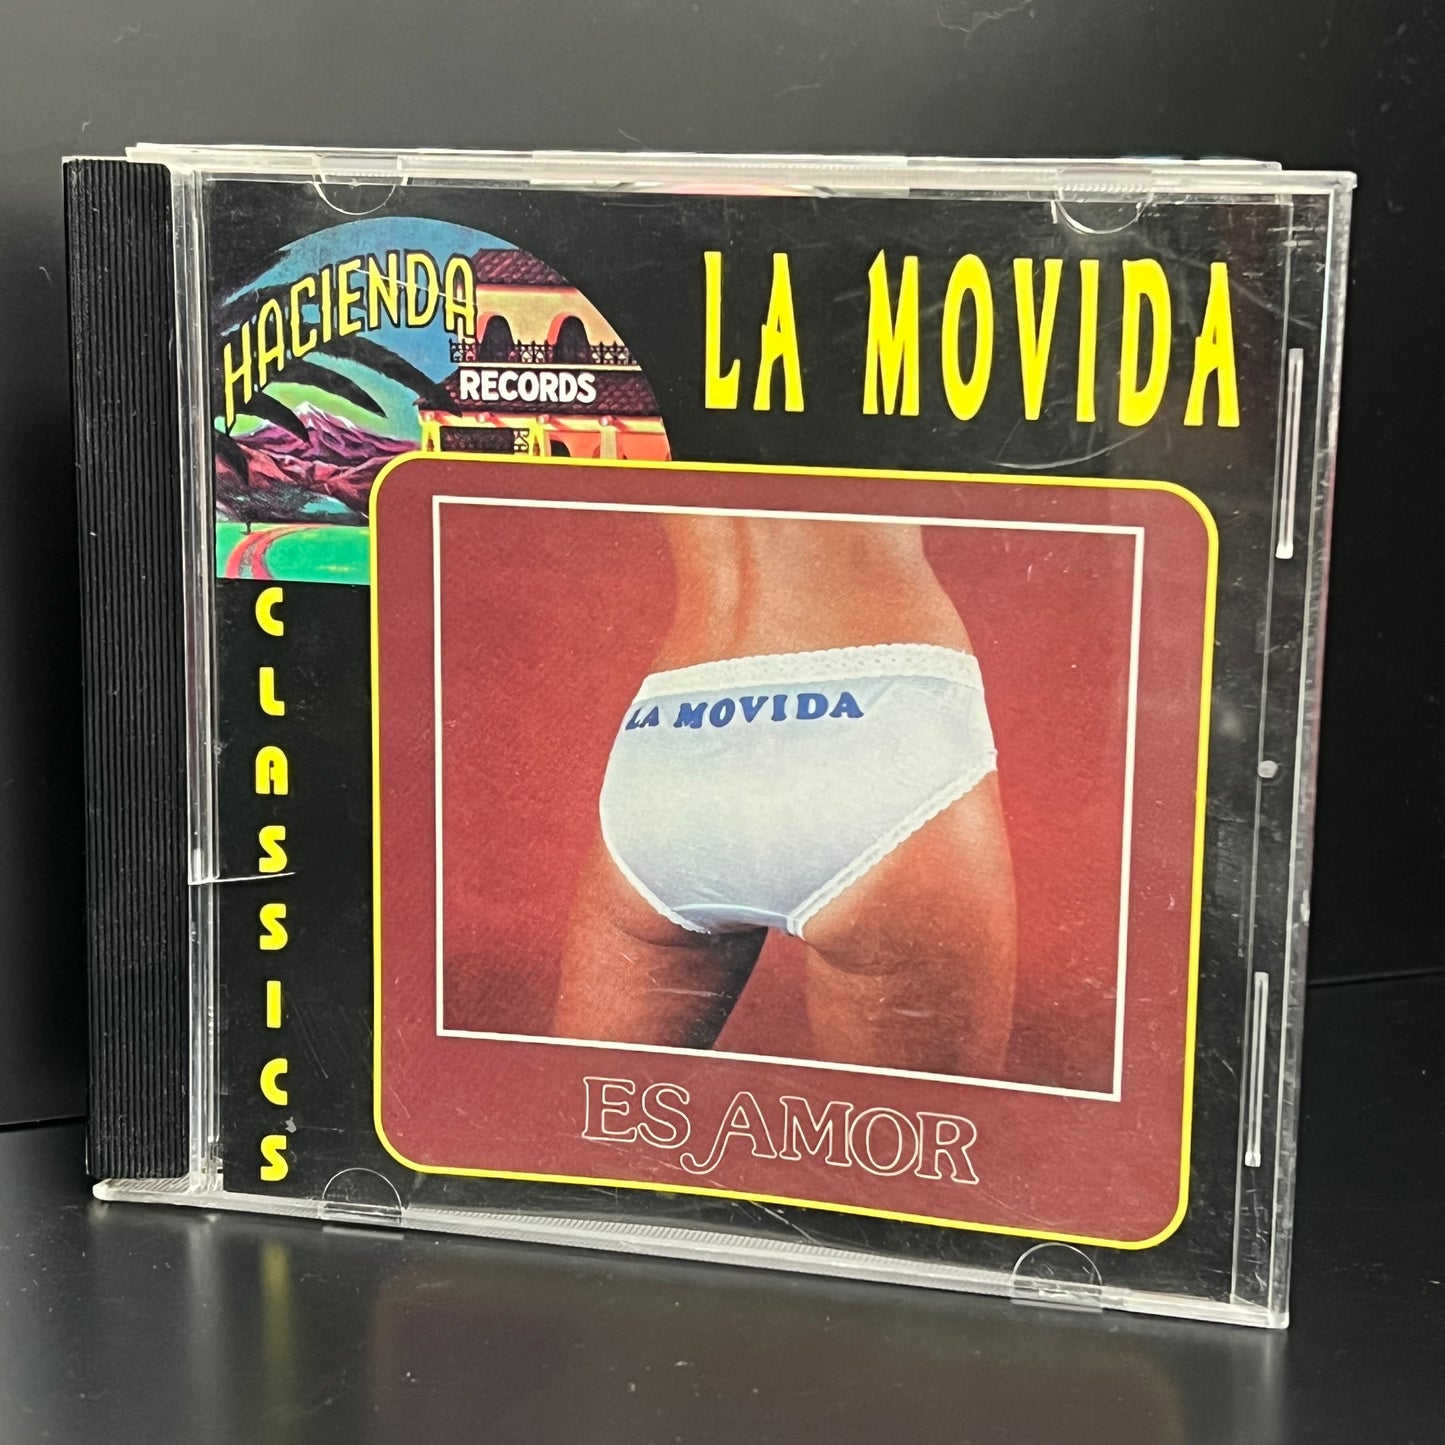 HACIENDA
RECORDS
LA MOVIDA
CLASSICS
LA MOVIDA
ES AMOR